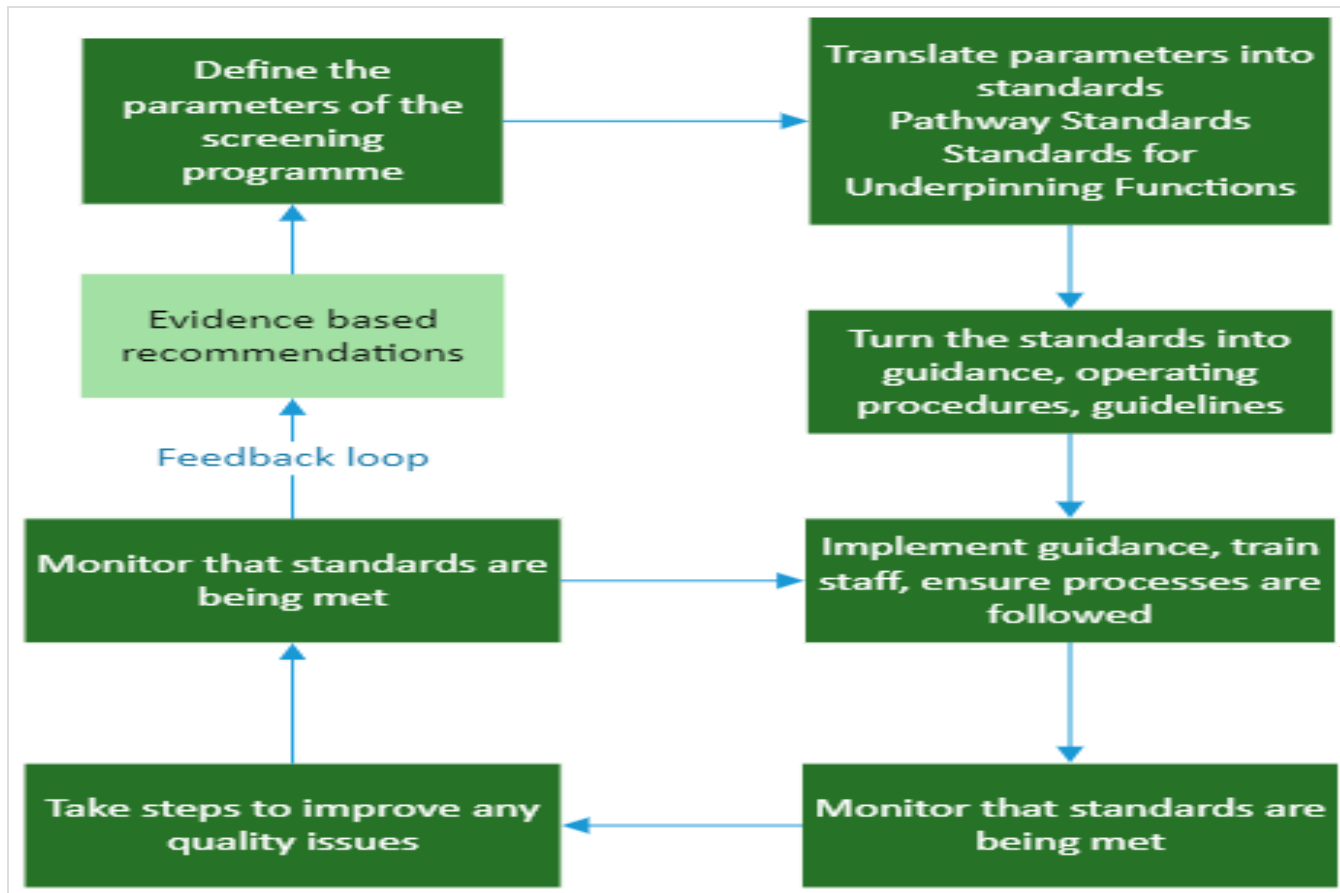 Define the
parameters of the
screening
programme
Translate parameters into
standards
Pathway Standards
Standards for
Underpinning Functions
Evidence based
recommendations
Turn the standards into
guidance, operating
procedures, guidelines
Feedback loop
Monitor that standards are
being met
Implement guidance, train
staff, ensure processes are
followed
Take steps to improve any
quality issues
Monitor that standards are
being met